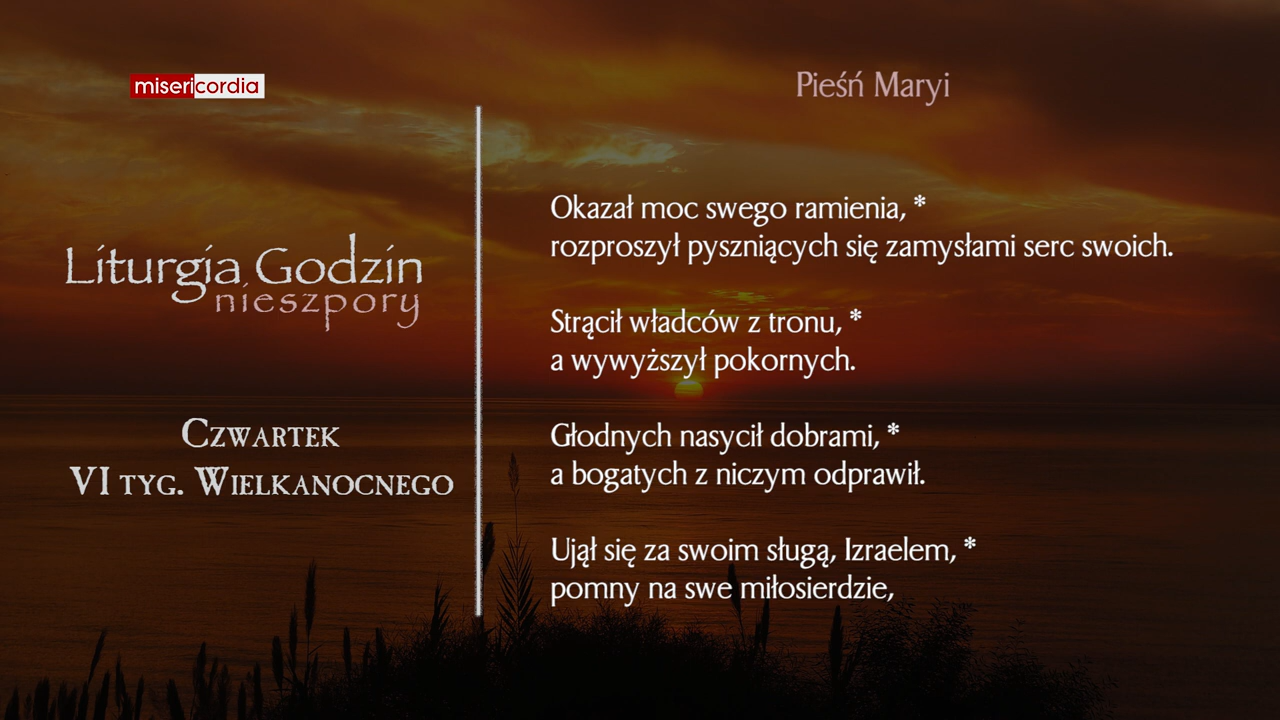 misericordia
Liturgia Godzin
nieszpory
Czwartek
VI tyg. Wielkanocnego
Pieśń Maryi
Okazał moc swego ramienia, *
rozproszył pyszniących się zamysłami serc swoich.
Strącił władców z tronu, *
a wywyższył pokornych.
Głodnych nasycił dobrami, *
a bogatych z niczym odprawił.
Ujął się za swoim sługą, Izraelem, *
pomny na swe miłosierdzie,